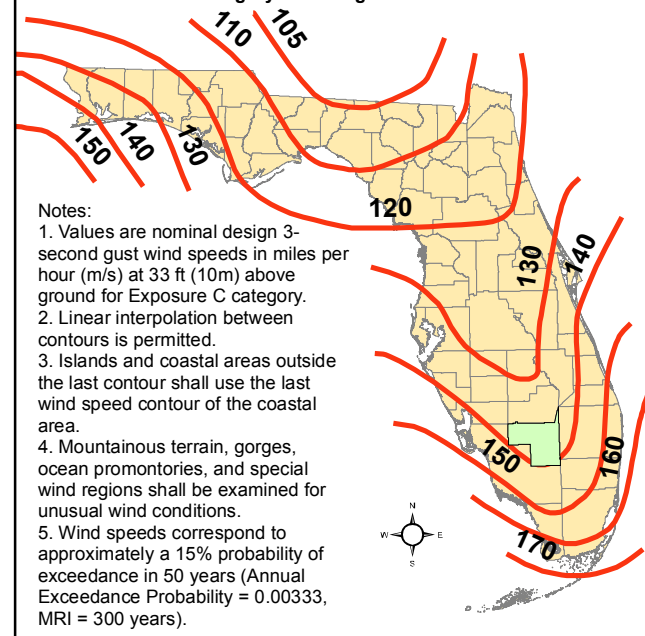 105
110
150
140
130
120
130
140
150
160
170
Notes:
1. Values are nominal design 3-
second gust wind speeds in miles per
hour (m/s) at 33 ft (10m) above
ground for Exposure C category.
2. Linear interpolation between
contours is permitted.
3. Islands and coastal areas outside
the last contour shall use the last
wind speed contour of the coastal
area.
4. Mountainous terrain, gorges,
ocean promontories, and special
wind regions shall be examined for
unusual wind conditions.
5. Wind speeds correspond to
approximately a 15% probability of
exceedance in 50 years (Annual
Exceedance Probability = 0.00333,
MRI = 300 years).
N
W
E
S